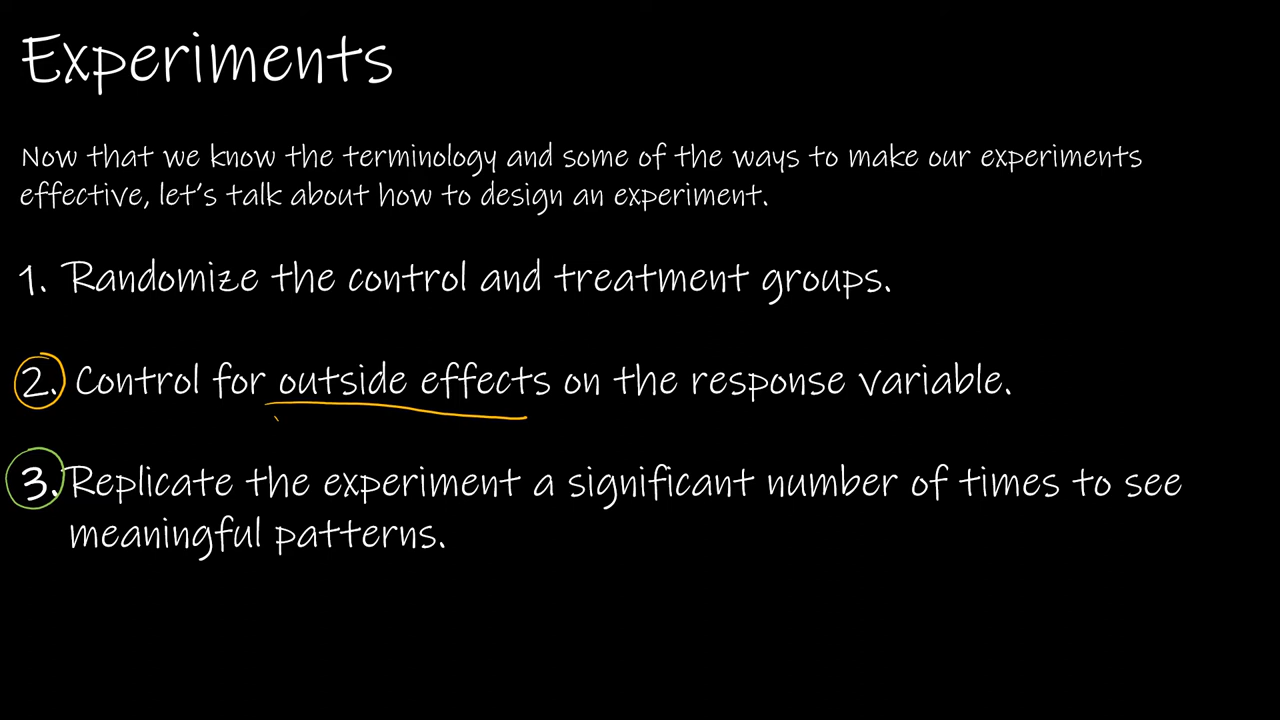 Experiments
Now that we know the terminology and some of the ways to make our experiments
effective, let's talk about how to design an experiment.
1. Randomize the control and treatment groups.
2. Control for outside effects on the response variable.
3. Replicate the experiment a significant number of times to see
meaningful patterns.